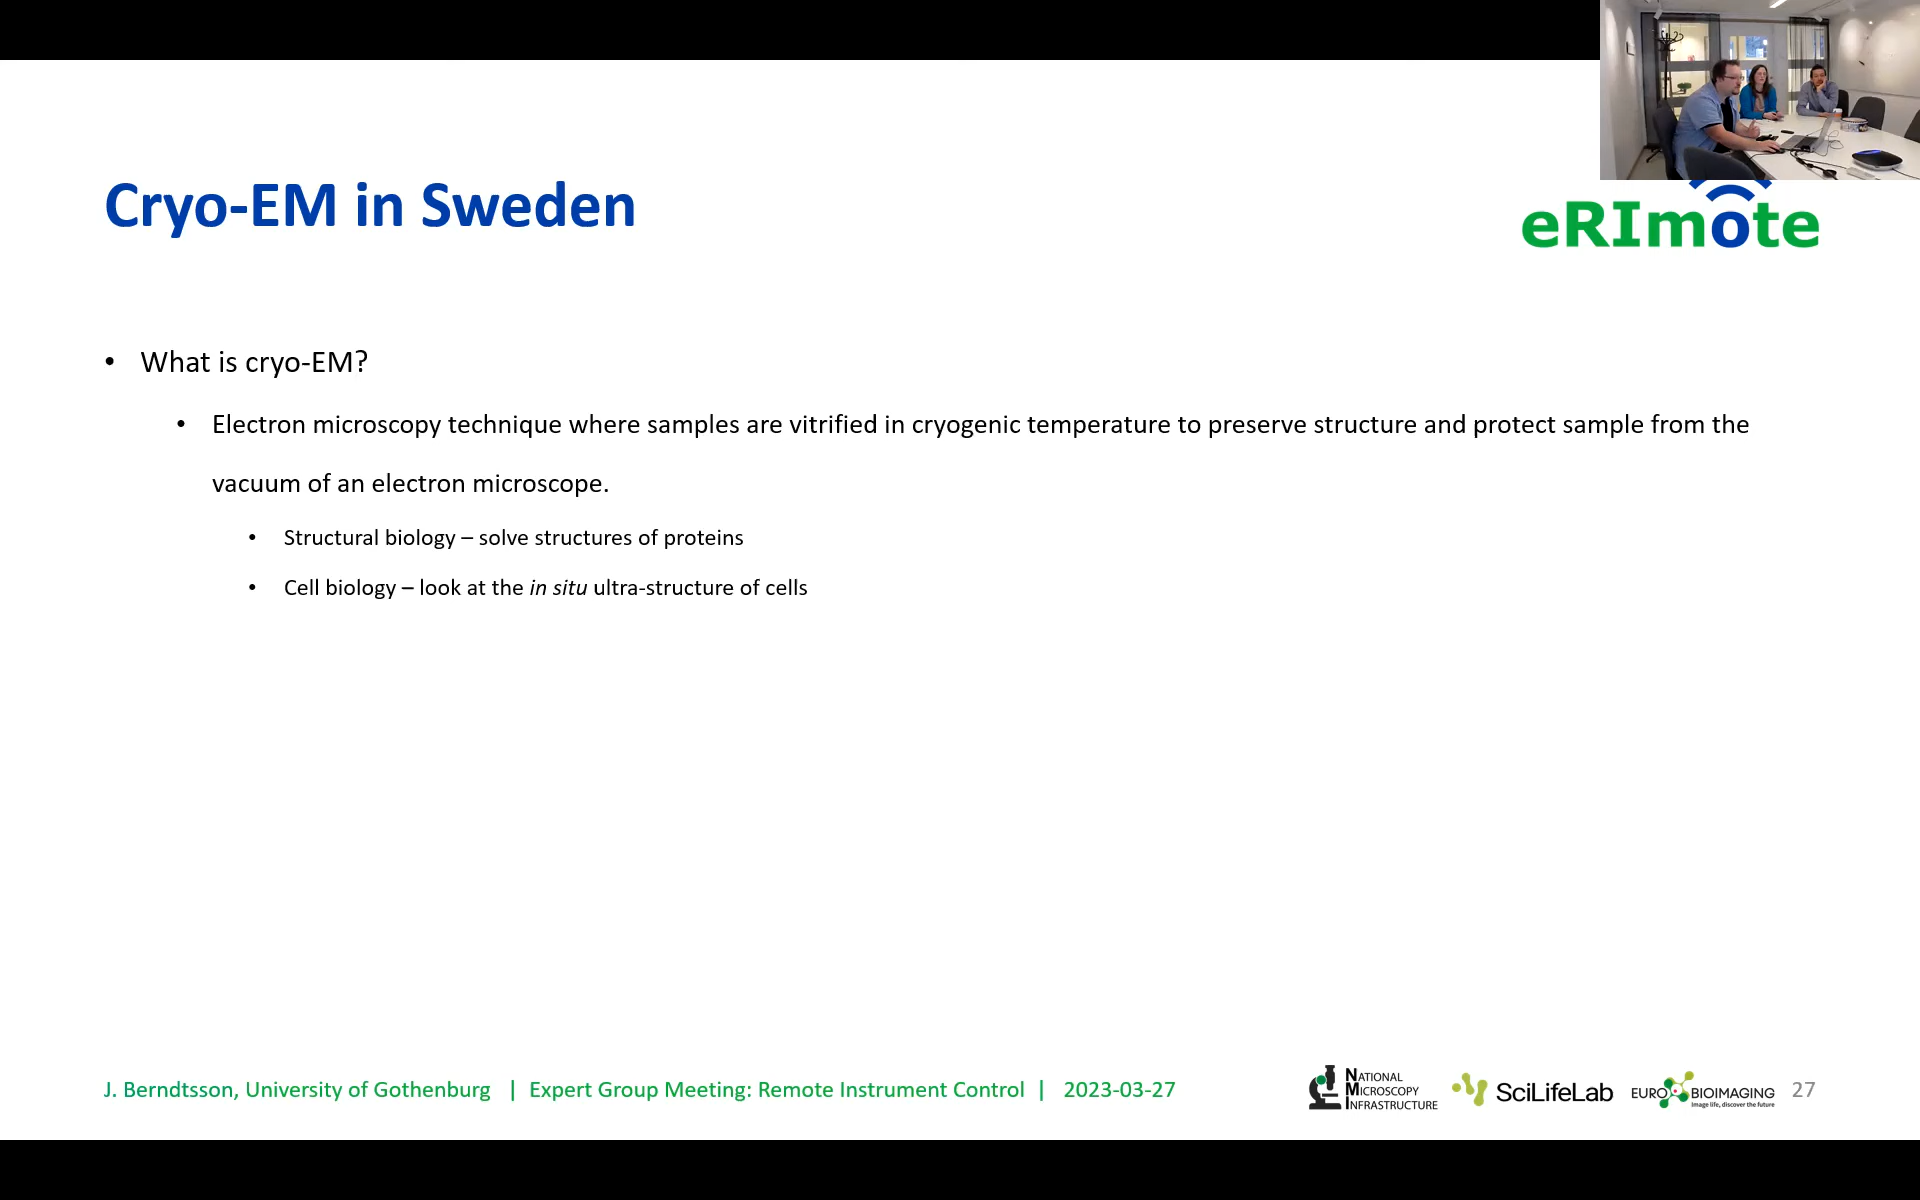 Cryo-EM in Sweden
eRImote
• What is cryo-EM?
• Electron microscopy technique where samples are vitrified in cryogenic temperature to preserve structure and protect sample from the
vacuum of an electron microscope.
• Structural biology – solve structures of proteins
• Cell biology – look at the in situ ultra-structure of cells
J. Berndtsson, University of Gothenburg | Expert Group Meeting: Remote Instrument Control | 2023-03-27
NATIONAL
MICROSCOPY
INFRASTRUCTURE
SciLifeLab
EURO BIOIMAGING
Image life, discover the future
27